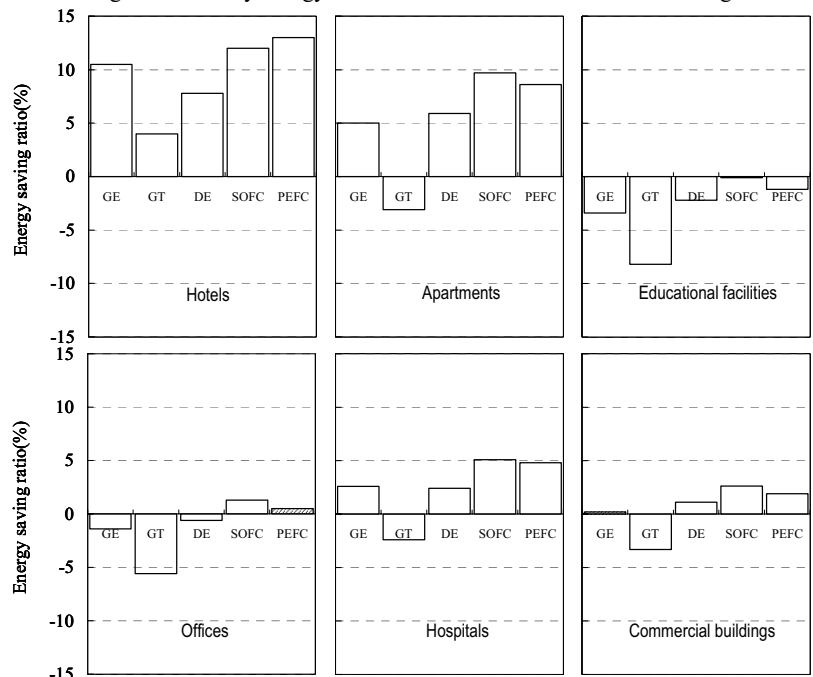 15
10
5
0
-5
-10
-15
Energy saving ratio(%)
GE GT DE SOFC PEFC
Hotels
GE GT DE SOFC PEFC
Apartments
GE GT DE SOFC PEFC
Educational facilities
15
10
5
0
-5
-10
-15
Energy saving ratio(%)
GE GT DE SOFC PEFC
Offices
GE GT DE SOFC PEFC
Hospitals
GE GT DE SOFC PEFC
Commercial buildings